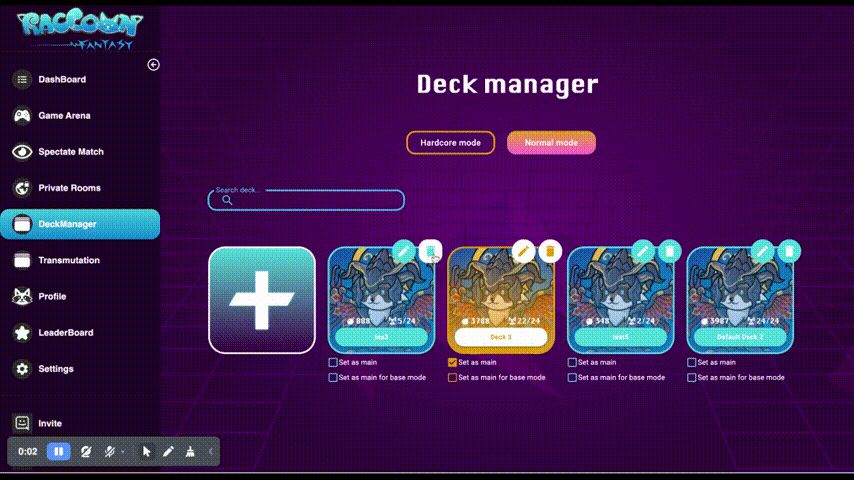 RACCOON
FANTASY
DashBoard
Game Arena
Spectate Match
Private Rooms
DeckManager
Transmutation
Profile
LeaderBoard
Settings
Invite
0:02
Deck manager
Hardcore mode
Normal mode
Search deck...
888 5/24
tes3
Set as main
Set as main for base mode
3788 22/24
Deck 3
Set as main
Set as main for base mode
548 2/24
test5
Set as main
Set as main for base mode
3987 24/24
Default Deck 2
Set as main
Set as main for base mode